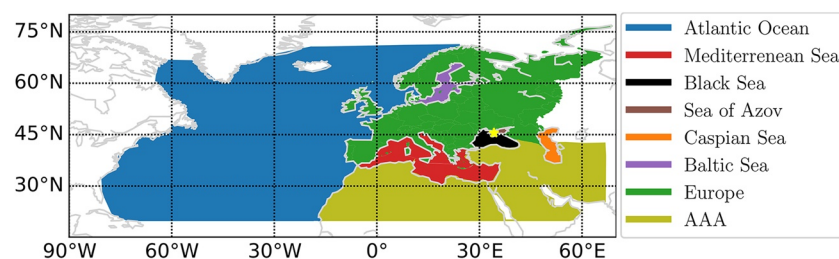 75°N
60°N
45°N
30°N
90°W 60°W 30°W 0° 30°E 60°E
Atlantic Ocean
Mediterrenean Sea
Black Sea
Sea of Azov
Caspian Sea
Baltic Sea
Europe
AAA